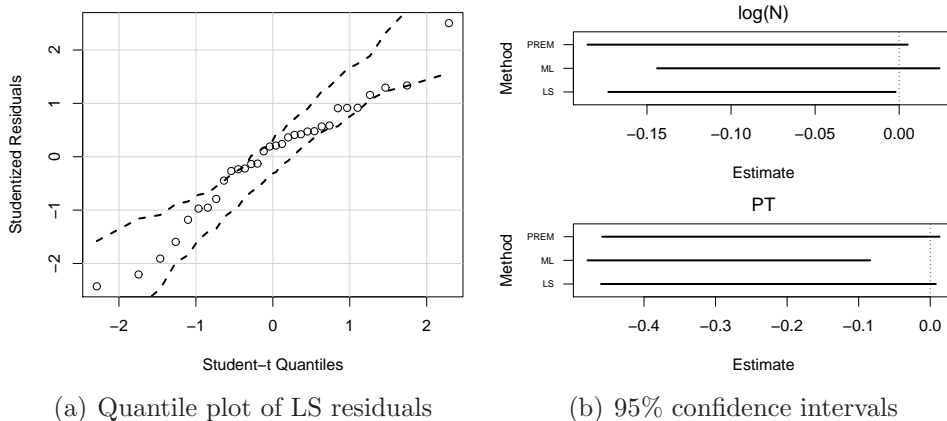 Studentized Residuals
2
1
0
−1
−2
−2 −1 0 1 2
Student−t Quantiles
(a) Quantile plot of LS residuals
log(N)
Method
PREM
ML
LS
−0.15 −0.10 −0.05 0.00
Estimate
PT
Method
PREM
ML
LS
−0.4 −0.3 −0.2 −0.1 0.0
Estimate
(b) 95% confidence intervals